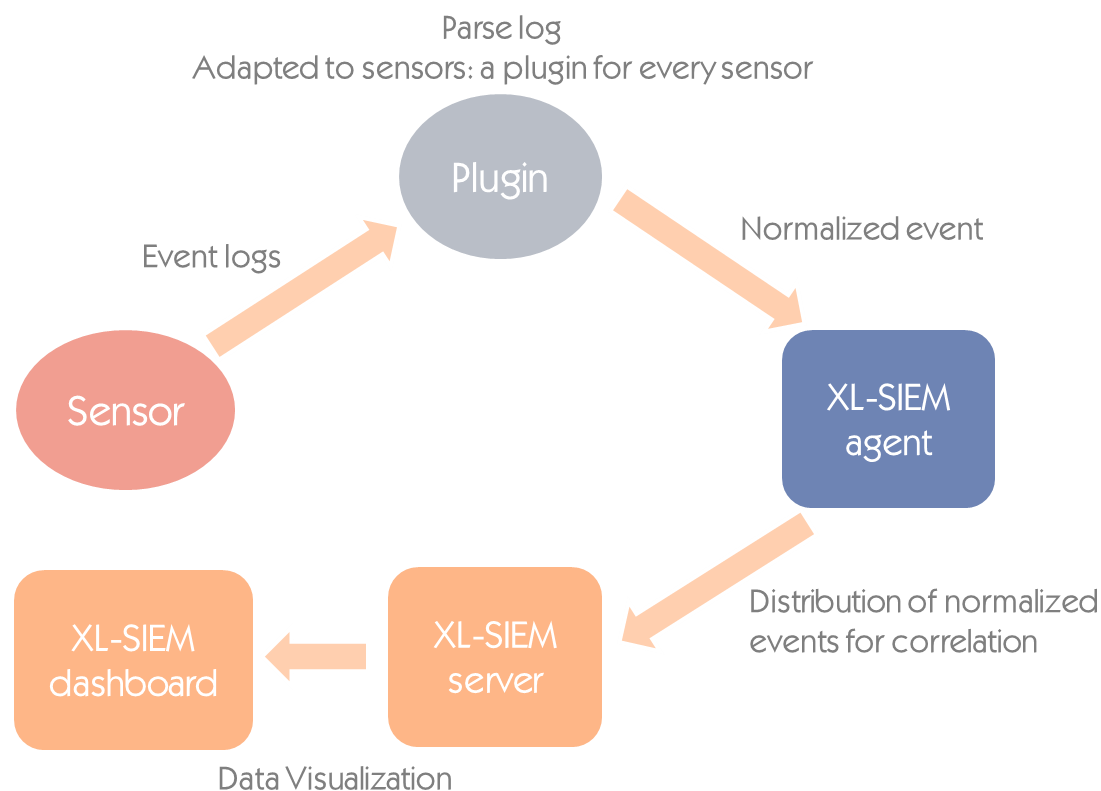 Parse log
Adapted to sensors: a plugin for every sensor
Plugin
Normalized event
Event logs
Sensor
XL-SIEM
agent
Distribution of normalized
events for correlation
XL-SIEM
server
XL-SIEM
dashboard
Data Visualization